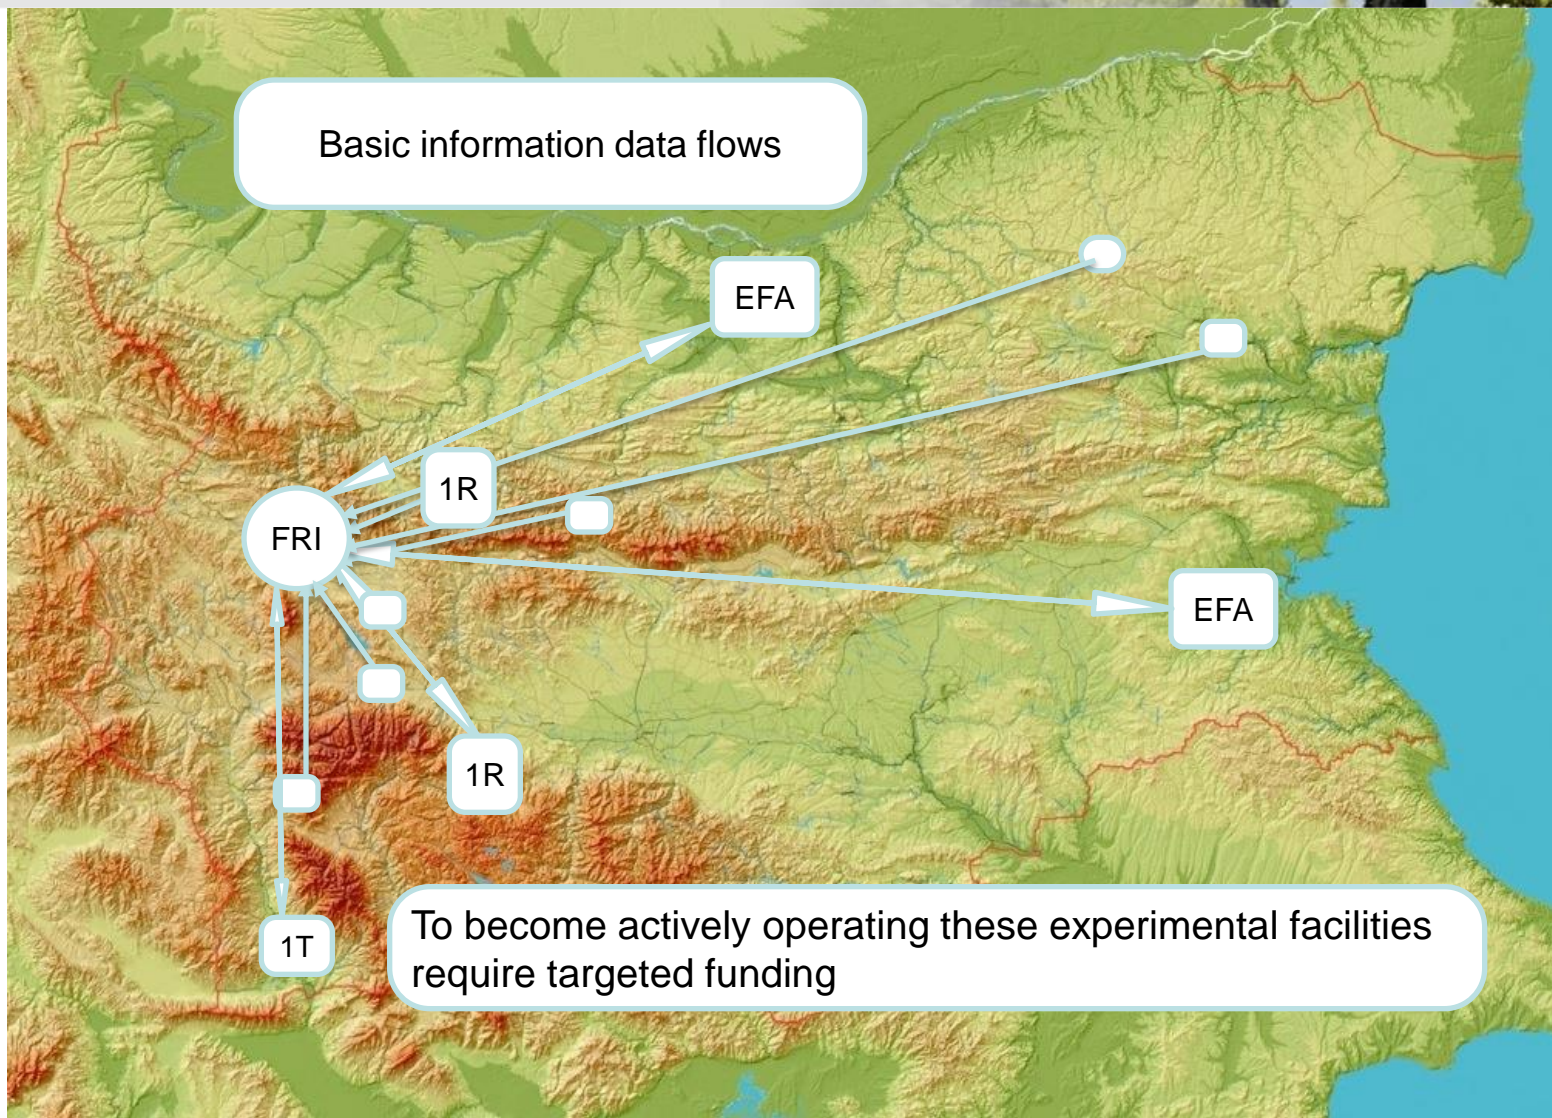 Basic information data flows
EFA
1R
FRI
EFA
1R
1T
To become actively operating these experimental facilities
require targeted funding